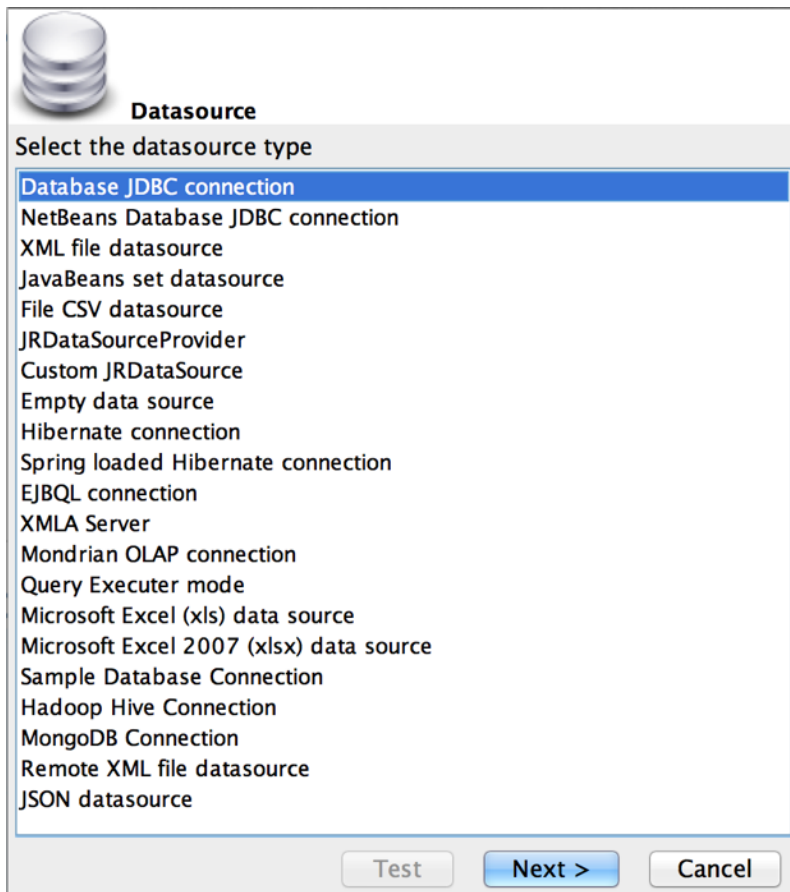 Datasource
Select the datasource type
Database JDBC connection
NetBeans Database JDBC connection
XML file datasource
JavaBeans set datasource
File CSV datasource
JRDataSourceProvider
Custom JRDataSource
Empty data source
Hibernate connection
Spring loaded Hibernate connection
EJBQL connection
XMLA Server
Mondrian OLAP connection
Query Executer mode
Microsoft Excel (xls) data source
Microsoft Excel 2007 (xlsx) data source
Sample Database Connection
Hadoop Hive Connection
MongoDB Connection
Remote XML file datasource
JSON datasource
Test Next > Cancel